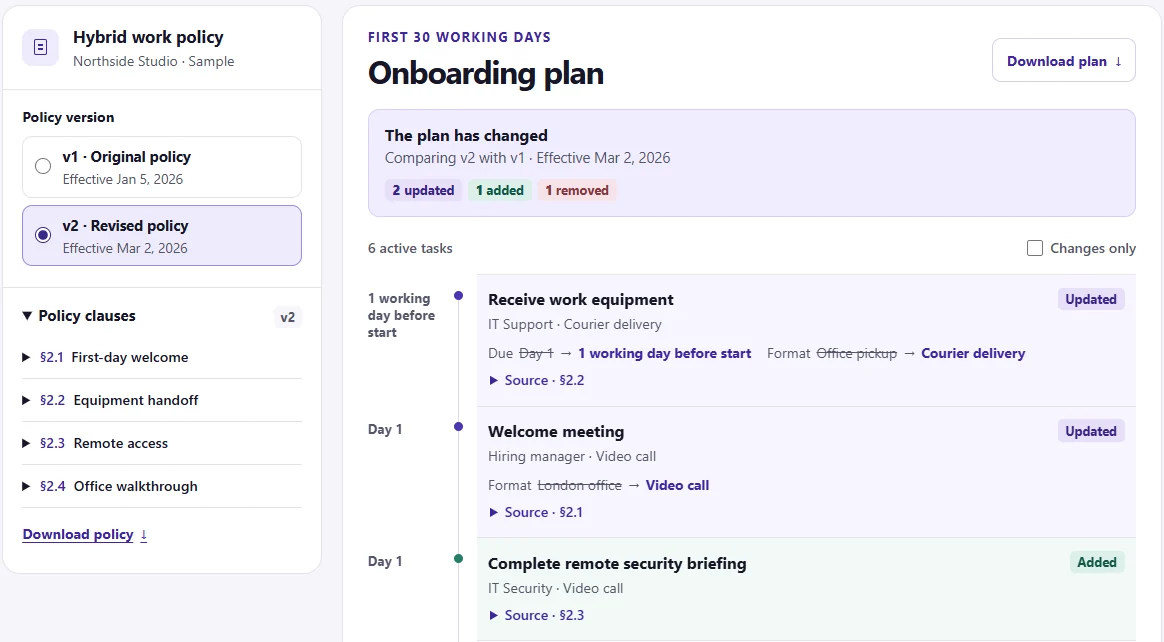 Hybrid work policy
Northside Studio · Sample
Policy version
v1 · Original policy
Effective Jan 5, 2026
v2 · Revised policy
Effective Mar 2, 2026
▼ Policy clauses v2
▶ §2.1 First-day welcome
▶ §2.2 Equipment handoff
▶ §2.3 Remote access
▶ §2.4 Office walkthrough
Download policy ↓
FIRST 30 WORKING DAYS
Onboarding plan
Download plan ↓
The plan has changed
Comparing v2 with v1 · Effective Mar 2, 2026
2 updated 1 added 1 removed
6 active tasks
Changes only
1 working
day before
start
Receive work equipment
Updated
IT Support · Courier delivery
Due Day 1 → 1 working day before start Format Office pickup → Courier delivery
▶ Source · §2.2
Day 1
Welcome meeting
Updated
Hiring manager · Video call
Format London office → Video call
▶ Source · §2.1
Day 1
Complete remote security briefing
Added
IT Security · Video call
▶ Source · §2.3